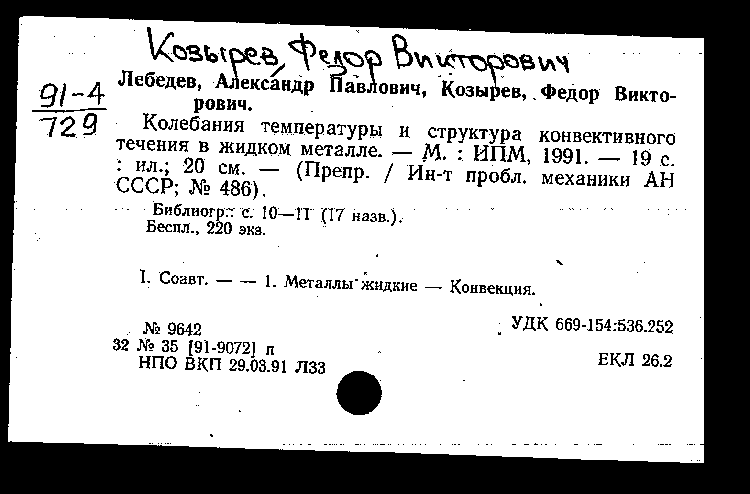 Козырев, Федор Викторович
91-4
729
Лебедев, Александр Павлович, Козырев, Федор Викто-
рович.
Колебания температуры и структура конвективного
течения в жидком металле. — М. : ИПМ, 1991. — 19 с.
: ил.; 20 см. — (Препр. / Ин-т пробл. механики АН
СССР; № 486).
Библиогр.: с. 10—11 (17 назв.).
Беспл., 220 экз.
I. Соавт. — — 1. Металлы жидкие — Конвекция.
№ 9642
УДК 669-154:536.252
32 № 35 [91-9072] п
НПО ВКП 29.03.91 Л33
ЕКЛ 26.2